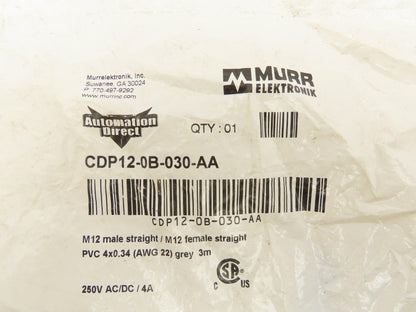 Murrelektronik, Inc.
Suwanee, GA 30024
P. 770-497-9292
www.murrinc.com
MURR
ELEKTRONIK
Automation
Direct
QTY : 01
CDP12-0B-030-AA
CDP12-0B-030-AA
M12 male straight / M12 female straight
PVC 4x0.34 (AWG 22) grey 3m
250V AC/DC / 4A
C SA US